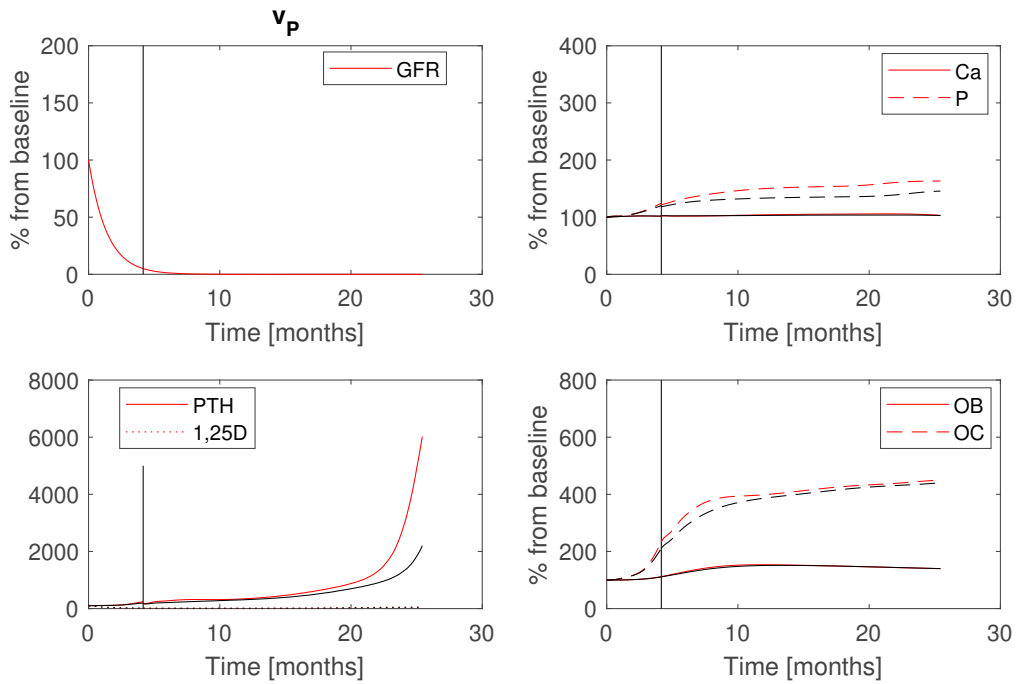 v_P
200
150
100
50
0
% from baseline
GFR
0
10
20
30
Time [months]
400
300
200
100
0
% from baseline
Ca
P
0
10
20
30
Time [months]
8000
6000
4000
2000
0
% from baseline
PTH
1,25D
0
10
20
30
Time [months]
800
600
400
200
0
% from baseline
OB
OC
0
10
20
30
Time [months]